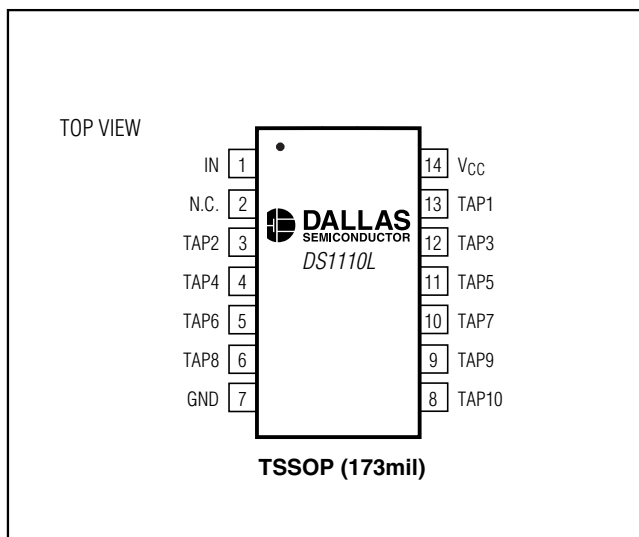 TOP VIEW
IN 1
N.C. 2
TAP2 3
TAP4 4
TAP6 5
TAP8 6
GND 7
DALLAS
SEMICONDUCTOR
DS1110L
14 VCC
13 TAP1
12 TAP3
11 TAP5
10 TAP7
9 TAP9
8 TAP10
TSSOP (173mil)